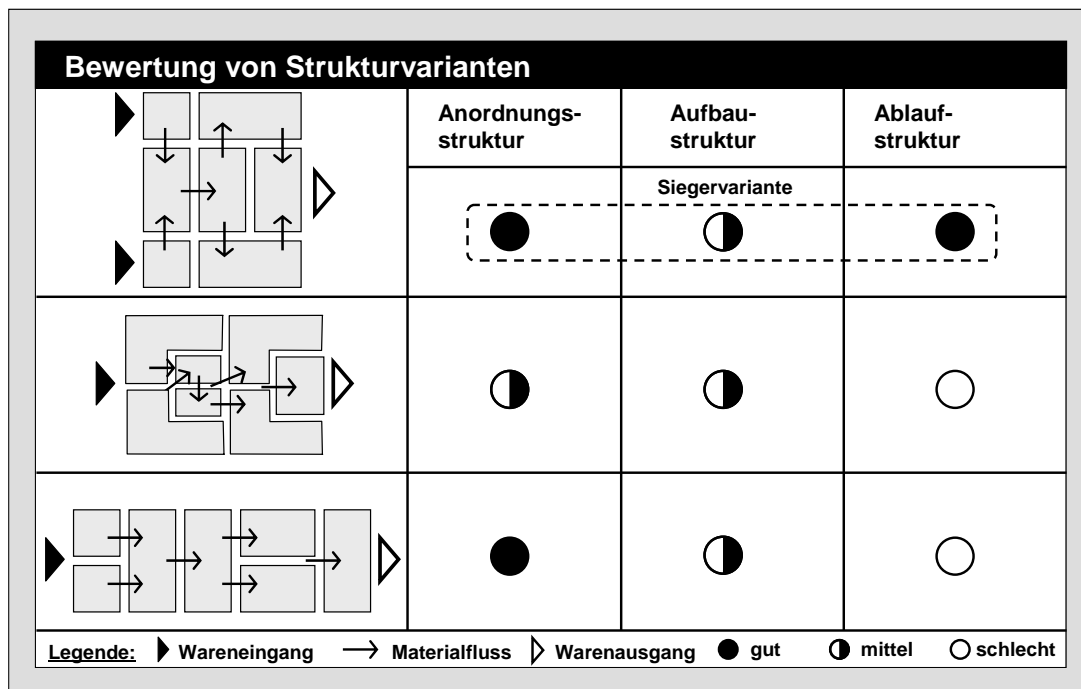 Bewertung von Strukturvarianten
Anordnungs-
struktur
Aufbau-
struktur
Ablauf-
struktur
Siegervariante
Legende: Wareneingang Materialfluss Warenausgang gut mittel schlecht